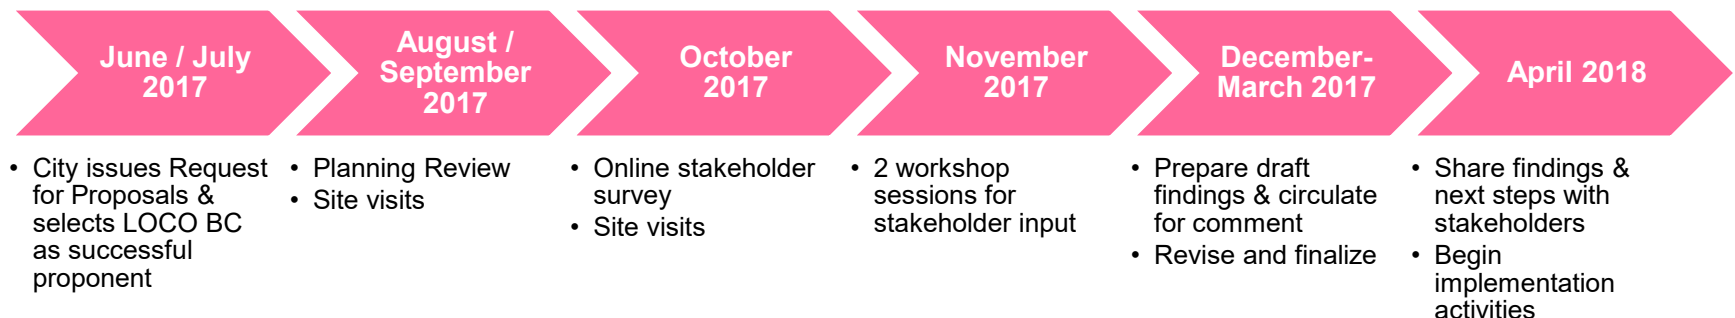 June / July
2017
• City issues Request
for Proposals &
selects LOCO BC
as successful
proponent
August /
September
2017
• Planning Review
• Site visits
October
2017
• Online stakeholder
survey
• Site visits
November
2017
• 2 workshop
sessions for
stakeholder input
December-
March 2017
• Prepare draft
findings & circulate
for comment
• Revise and finalize
April 2018
• Share findings &
next steps with
stakeholders
• Begin
implementation
activities